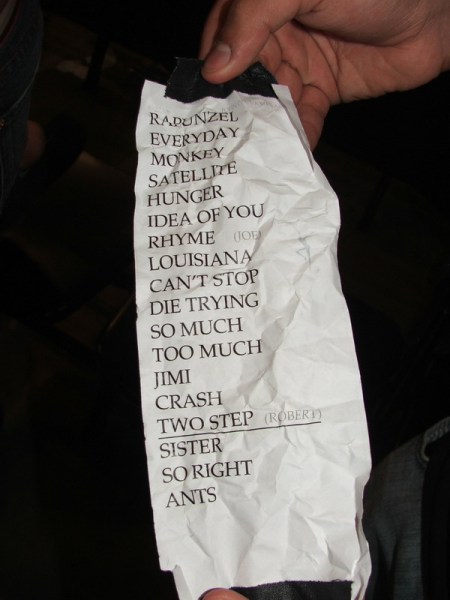 RAPUNZEL
EVERYDAY
MONKEY
SATELLITE
HUNGER
IDEA OF YOU
RHYME (JOE)
LOUISIANA
CAN'T STOP
DIE TRYING
SO MUCH
TOO MUCH
JIMI
CRASH
TWO STEP (ROBERT)
SISTER
SO RIGHT
ANTS